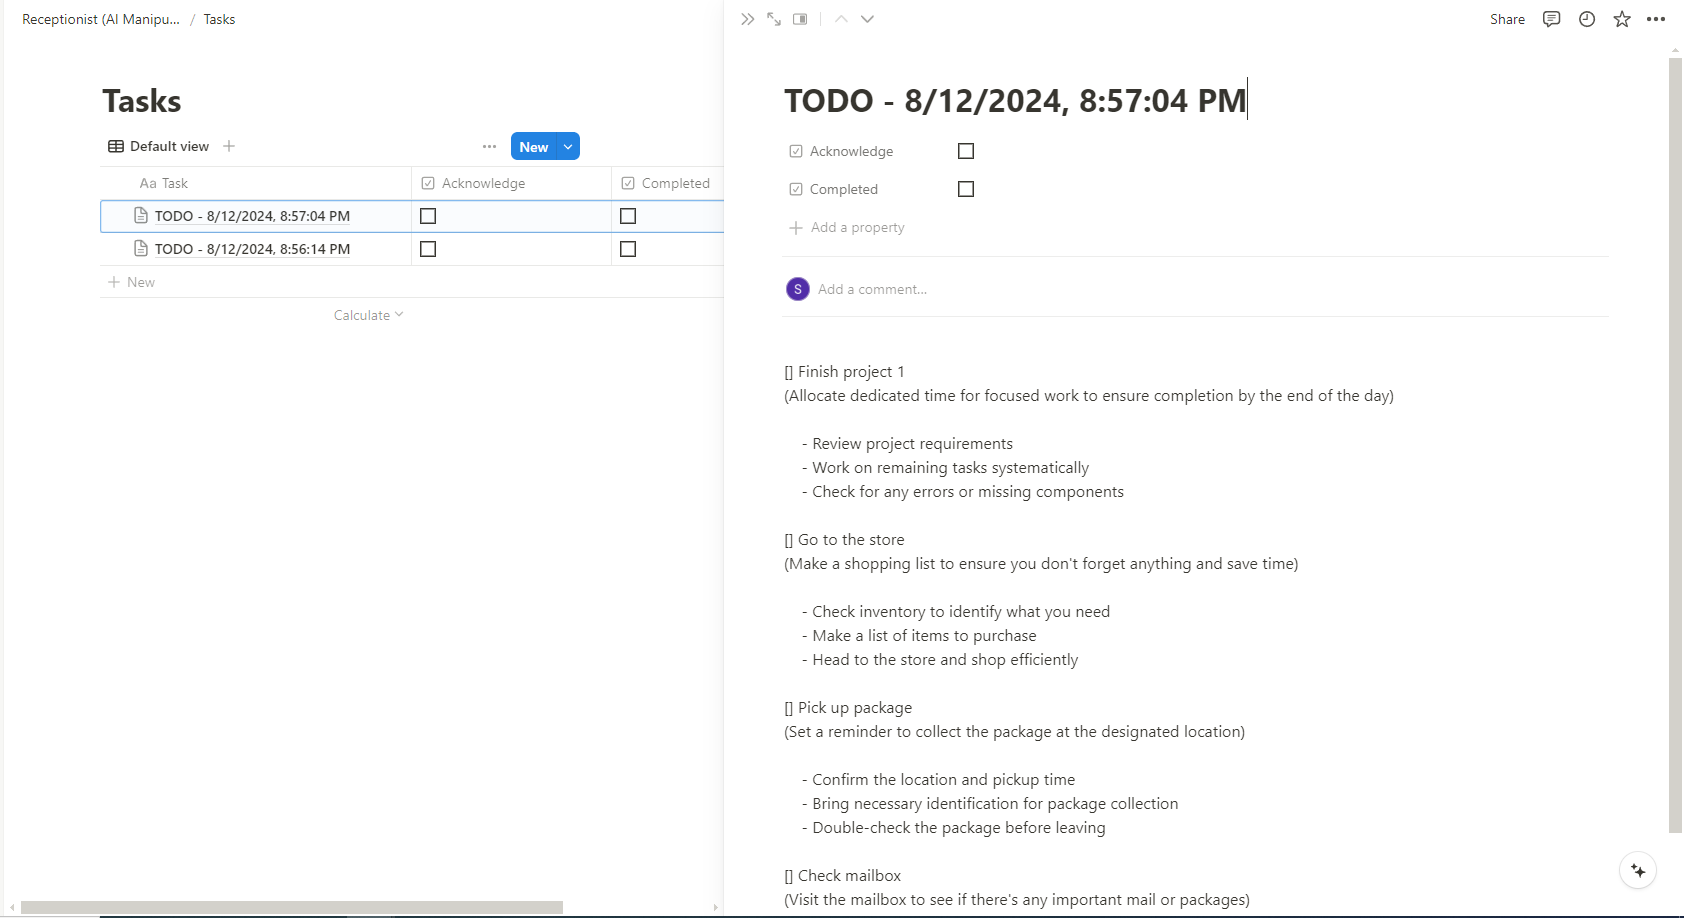 Receptionist (AI Manipu... / Tasks
Tasks
Default view
New
Aa Task Acknowledge Completed
TODO - 8/12/2024, 8:57:04 PM
TODO - 8/12/2024, 8:56:14 PM
New
Calculate
Share
TODO - 8/12/2024, 8:57:04 PM
Acknowledge
Completed
Add a property
S Add a comment...
[] Finish project 1
(Allocate dedicated time for focused work to ensure completion by the end of the day)
- Review project requirements
- Work on remaining tasks systematically
- Check for any errors or missing components
[] Go to the store
(Make a shopping list to ensure you don't forget anything and save time)
- Check inventory to identify what you need
- Make a list of items to purchase
- Head to the store and shop efficiently
[] Pick up package
(Set a reminder to collect the package at the designated location)
- Confirm the location and pickup time
- Bring necessary identification for package collection
- Double-check the package before leaving
[] Check mailbox
(Visit the mailbox to see if there's any important mail or packages)